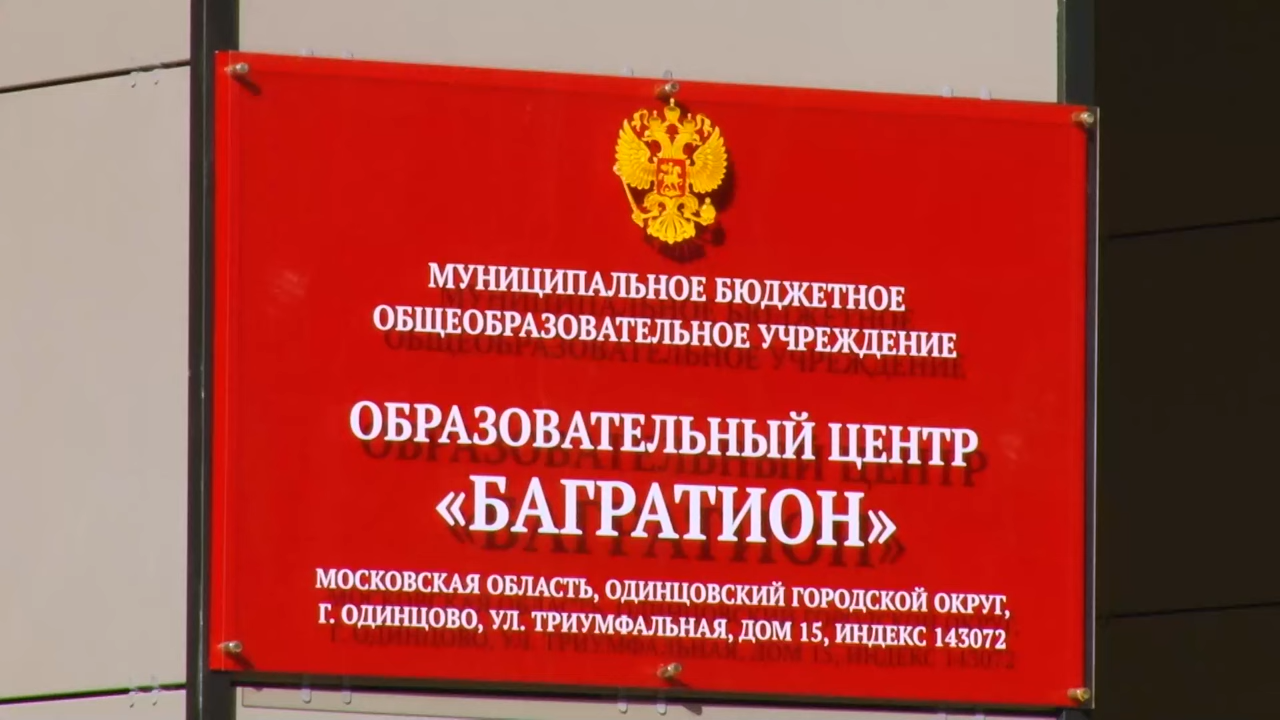 МУНИЦИПАЛЬНОЕ БЮДЖЕТНОЕ
ОБЩЕОБРАЗОВАТЕЛЬНОЕ УЧРЕЖДЕНИЕ
ОБРАЗОВАТЕЛЬНЫЙ ЦЕНТР
«БАГРАТИОН»
МОСКОВСКАЯ ОБЛАСТЬ, ОДИНЦОВСКИЙ ГОРОДСКОЙ ОКРУГ,
Г. ОДИНЦОВО, УЛ. ТРИУМФАЛЬНАЯ, ДОМ 15, ИНДЕКС 143072